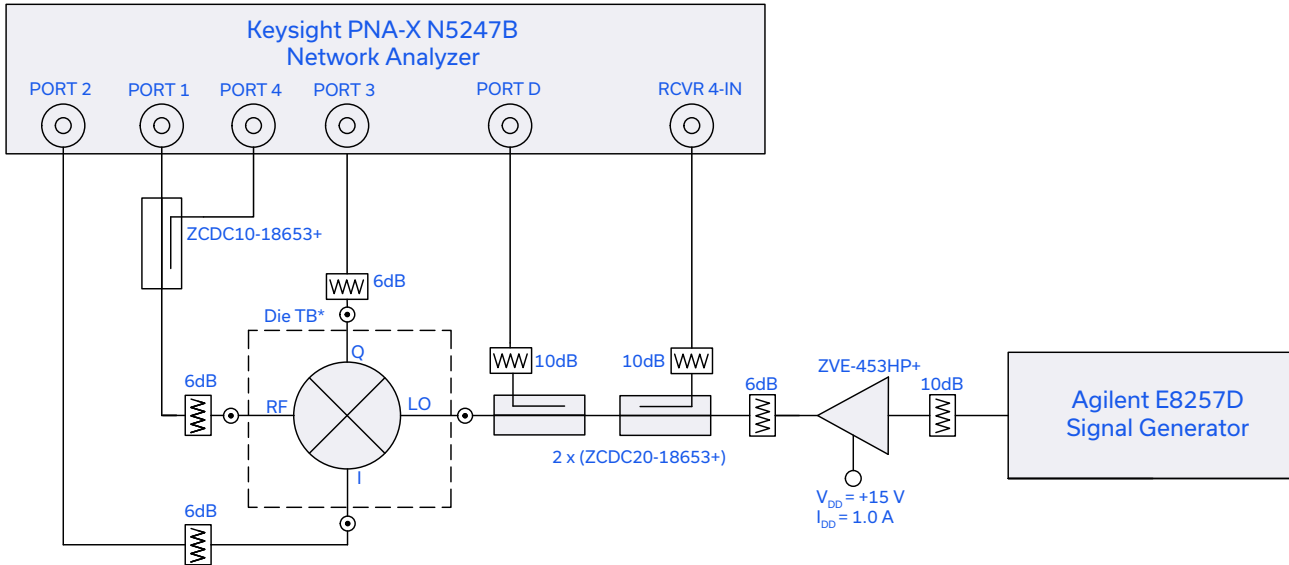 Keysight PNA-X N5247B
Network Analyzer
PORT 2
PORT 1
PORT 4
PORT 3
PORT D
RCVR 4-IN
ZCDC10-18653+
6dB
Die TB*
Q
10dB
10dB
ZVE-453HP+
6dB
6dB
10dB
RF
LO
Agilent E8257D
Signal Generator
2 x (ZCDC20-18653+)
I
VDD = +15 V
IDD = 1.0 A
6dB